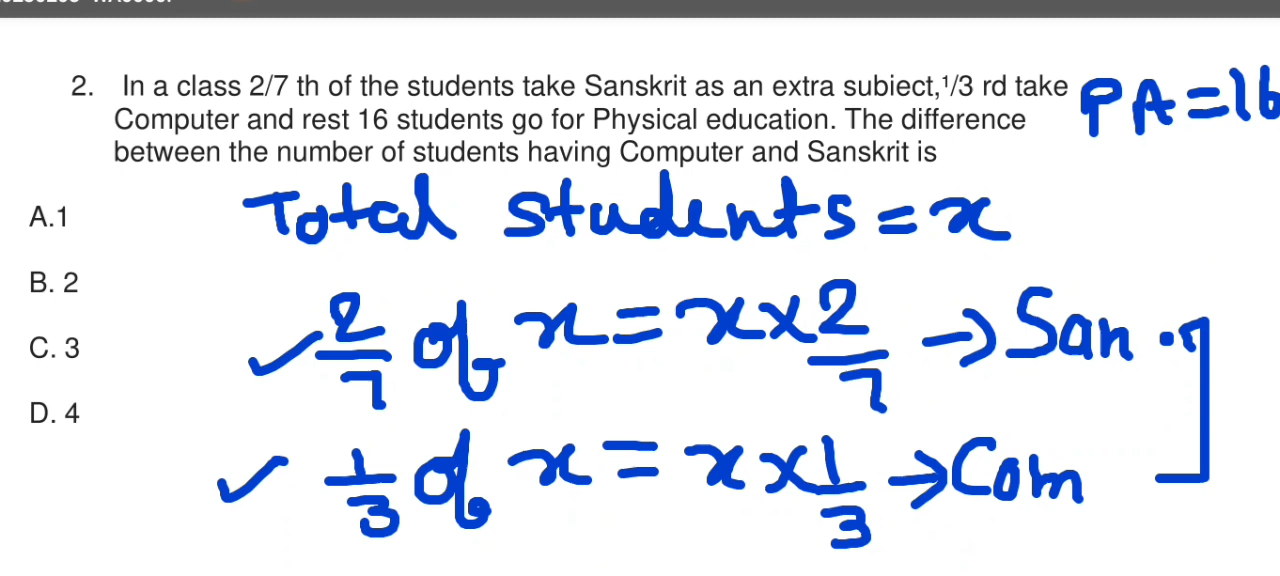 2. In a class 2/7 th of the students take Sanskrit as an extra subiect,1/3 rd take
Computer and rest 16 students go for Physical education. The difference
between the number of students having Computer and Sanskrit is
PA=16
A.1
Total students = x
B. 2
2/7 of x = x x 2/7 → San
C. 3
D. 4
1/3 of x = x x 1/3 → Com